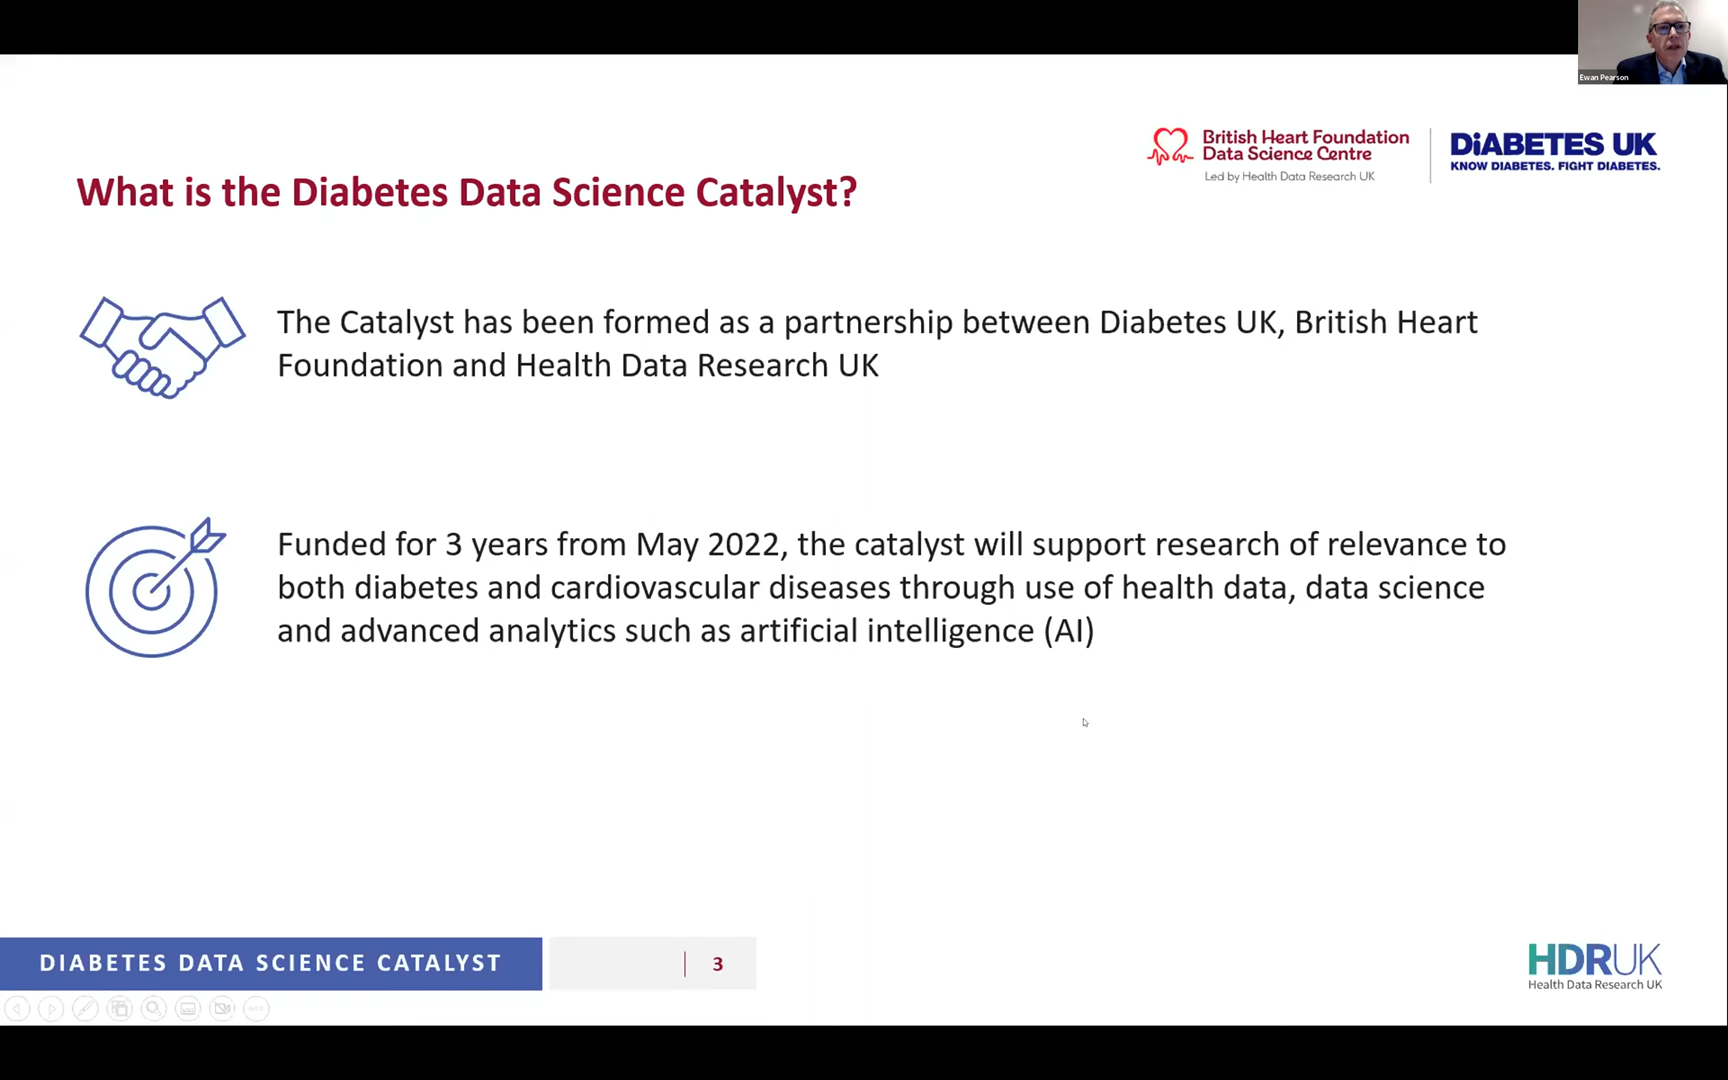 Ewan Pearson
British Heart Foundation
Data Science Centre
Led by Health Data Research UK
DiABETES UK
KNOW DIABETES. FIGHT DIABETES.
What is the Diabetes Data Science Catalyst?
The Catalyst has been formed as a partnership between Diabetes UK, British Heart
Foundation and Health Data Research UK
Funded for 3 years from May 2022, the catalyst will support research of relevance to
both diabetes and cardiovascular diseases through use of health data, data science
and advanced analytics such as artificial intelligence (AI)
DIABETES DATA SCIENCE CATALYST
3
HDRUK
Health Data Research UK